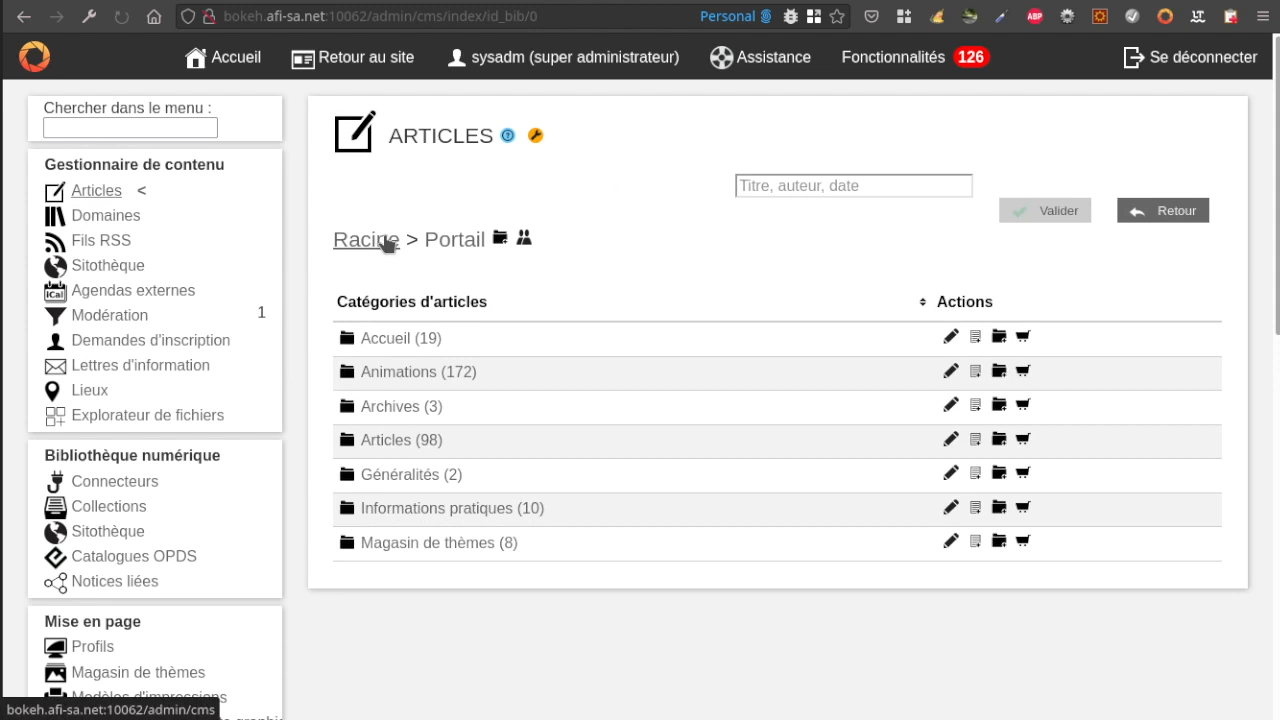 bokeh.afi-sa.net:10062/admin/cms/index/id_bib/0
Personal
ABP
Accueil
Retour au site
sysadm (super administrateur)
Assistance
Fonctionnalités 126
Se déconnecter
Chercher dans le menu :
Gestionnaire de contenu
Articles <
Domaines
Fils RSS
Sitothèque
Agendas externes
Modération 1
Demandes d'inscription
Lettres d'information
Lieux
Explorateur de fichiers
Bibliothèque numérique
Connecteurs
Collections
Sitothèque
Catalogues OPDS
Notices liées
Mise en page
Profils
Magasin de thèmes
Modèles d'impressions
bokeh.afi-sa.net:10062/admin/cms
ARTICLES
Titre, auteur, date
Valider
Retour
Racine > Portail
Catégories d'articles Actions
Accueil (19)
Animations (172)
Archives (3)
Articles (98)
Généralités (2)
Informations pratiques (10)
Magasin de thèmes (8)